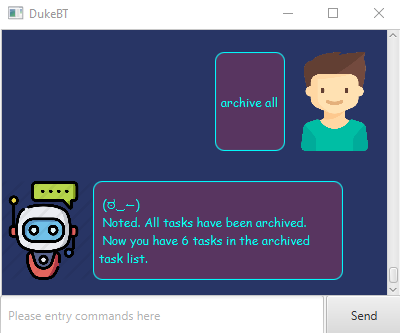 DukeBT
archive all
(ಠ‿~)
Noted. All tasks have been archived.
Now you have 6 tasks in the archived
task list.
Please entry commands here
Send